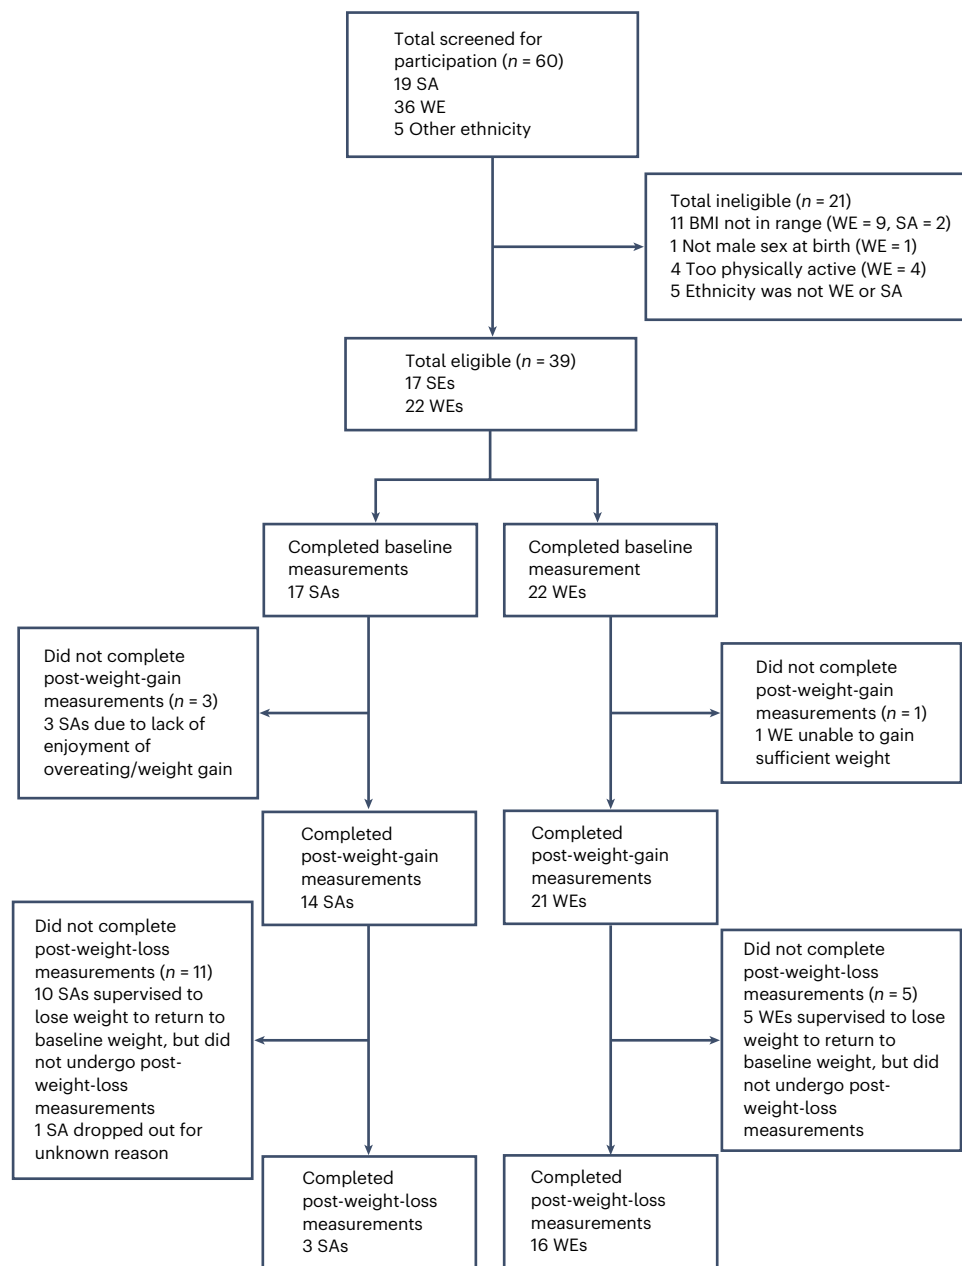 Total screened for
participation (n = 60)
19 SA
36 WE
5 Other ethnicity
Total ineligible (n = 21)
11 BMI not in range (WE = 9, SA = 2)
1 Not male sex at birth (WE = 1)
4 Too physically active (WE = 4)
5 Ethnicity was not WE or SA
Total eligible (n = 39)
17 SEs
22 WEs
Completed baseline
measurements
17 SAs
Completed baseline
measurement
22 WEs
Did not complete
post-weight-gain
measurements (n = 3)
3 SAs due to lack of
enjoyment of
overeating/weight gain
Did not complete
post-weight-gain
measurements (n = 1)
1 WE unable to gain
sufficient weight
Completed
post-weight-gain
measurements
14 SAs
Completed
post-weight-gain
measurements
21 WEs
Did not complete
post-weight-loss
measurements (n = 11)
10 SAs supervised to
lose weight to return to
baseline weight, but did
not undergo post-
weight-loss
measurements
1 SA dropped out for
unknown reason
Did not complete
post-weight-loss
measurements (n = 5)
5 WEs supervised to lose
weight to return to
baseline weight, but did
not undergo post-
weight-loss
measurements
Completed
post-weight-loss
measurements
3 SAs
Completed
post-weight-loss
measurements
16 WEs